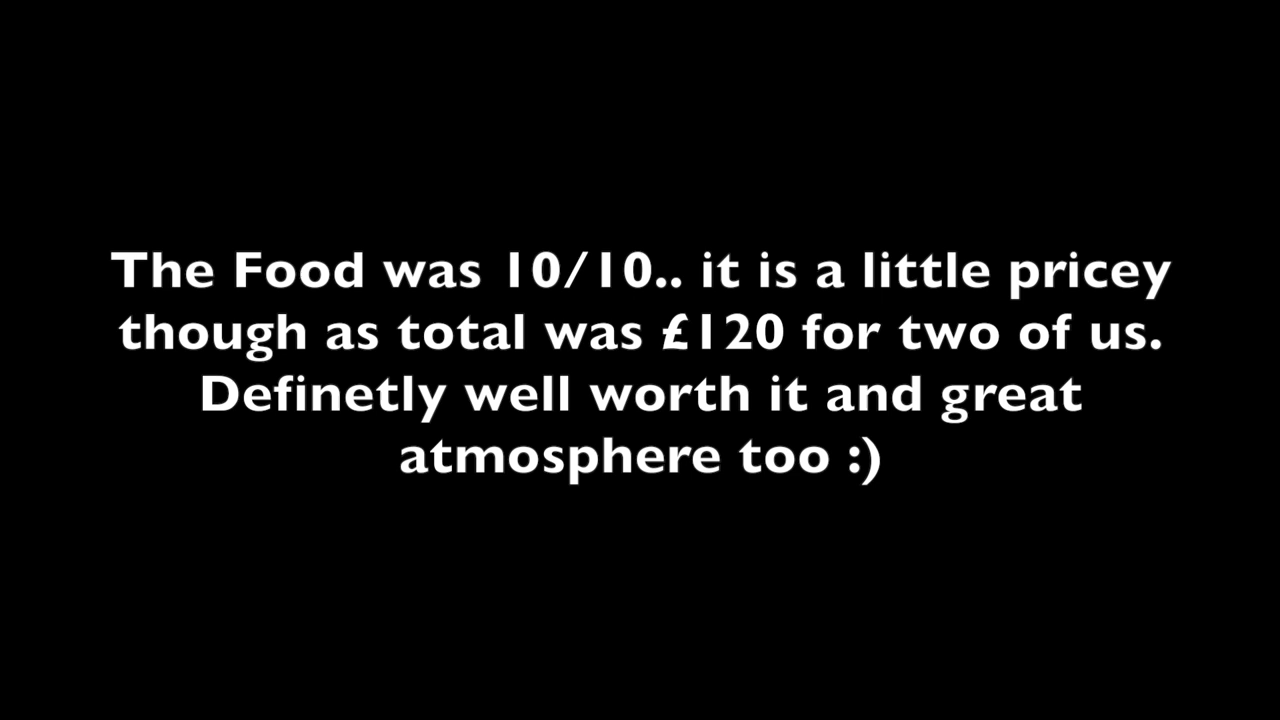 The Food was 10/10.. it is a little pricey
though as total was £120 for two of us.
Definetly well worth it and great
atmosphere too :)